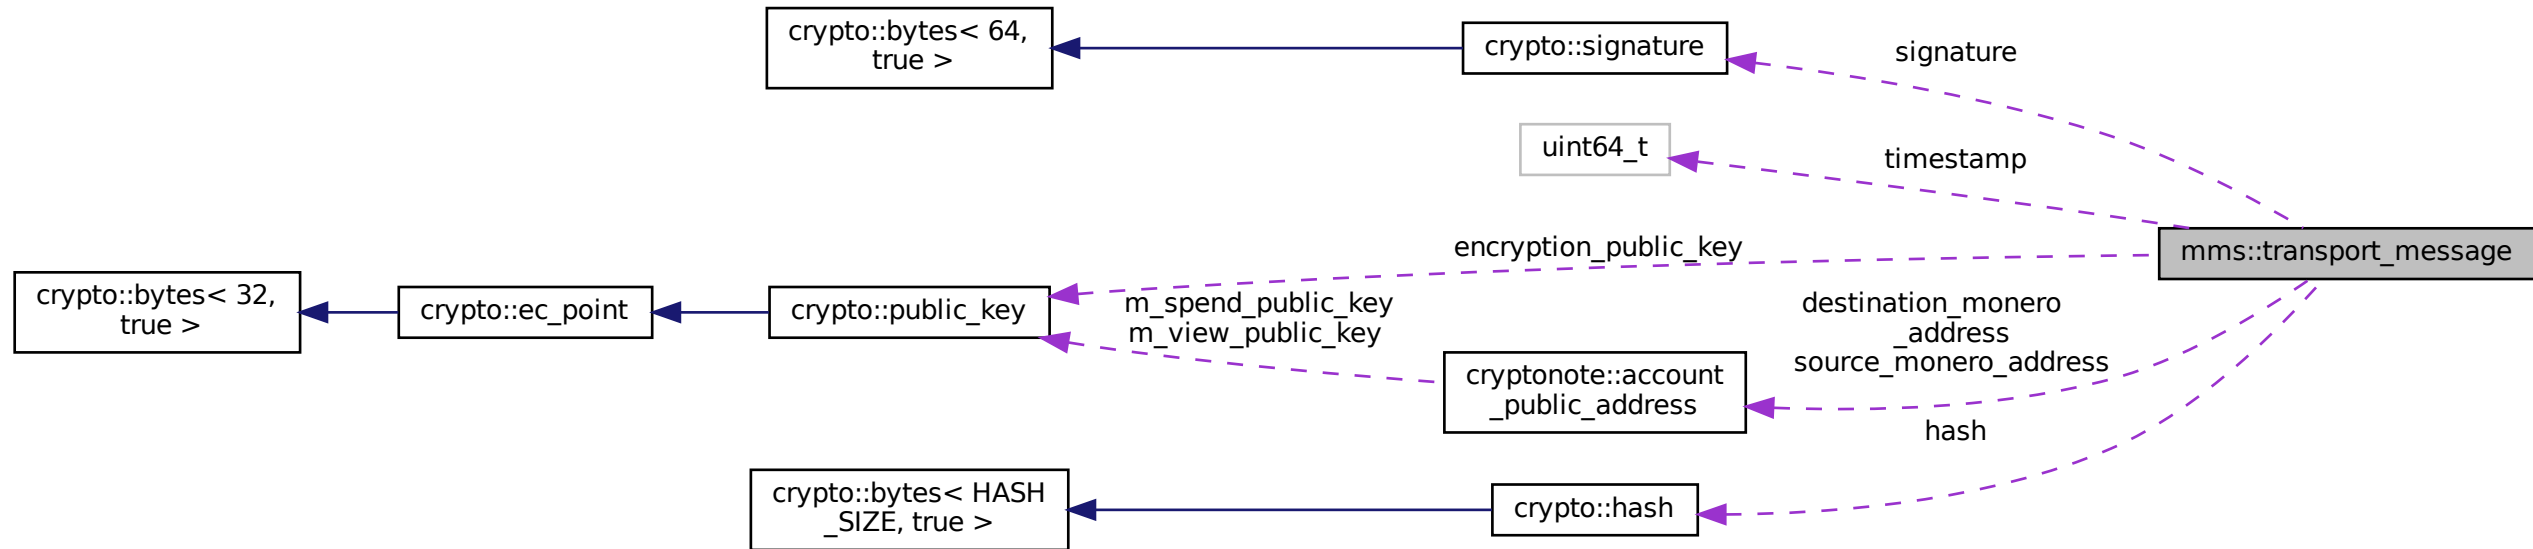 crypto::bytes< 64,
true >
crypto::signature
signature
uint64_t
timestamp
mms::transport_message
encryption_public_key
crypto::bytes< 32,
true >
crypto::ec_point
crypto::public_key
m_spend_public_key
m_view_public_key
destination_monero
_address
source_monero_address
cryptonote::account
_public_address
hash
crypto::bytes< HASH
_SIZE, true >
crypto::hash